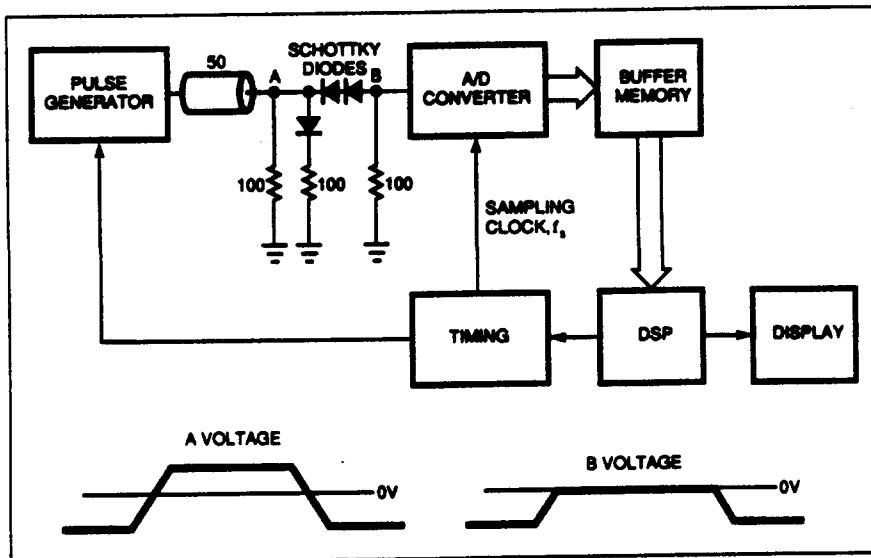 PULSE
GENERATOR
50
A
SCHOTTKY
DIODES
B
A/D
CONVERTER
BUFFER
MEMORY
100
100
100
SAMPLING
CLOCK, fs
TIMING
DSP
DISPLAY
A VOLTAGE
0V
B VOLTAGE
0V